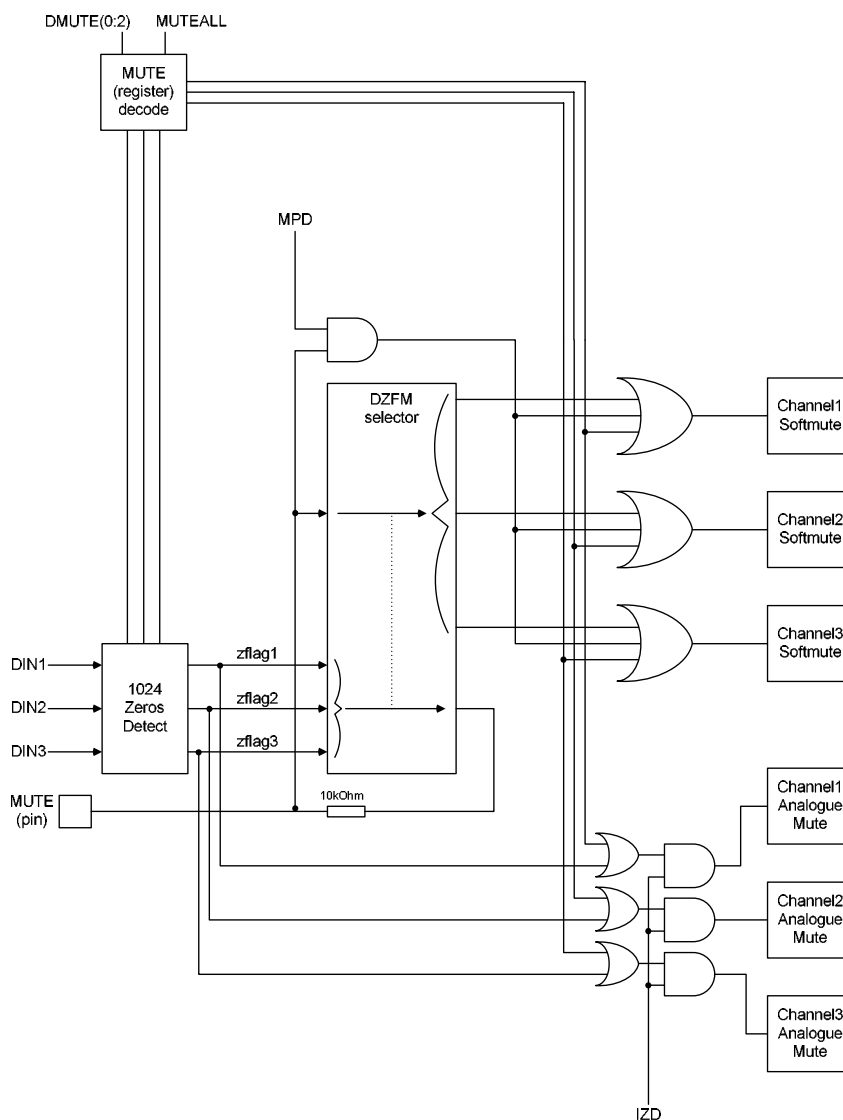 DMUTE(0:2) MUTEALL
MUTE
(register)
decode
MPD
DZFM
selector
Channel1
Softmute
Channel2
Softmute
Channel3
Softmute
DIN1
DIN2
DIN3
1024
Zeros
Detect
zflag1
zflag2
zflag3
MUTE
(pin)
10kOhm
Channel1
Analogue
Mute
Channel2
Analogue
Mute
Channel3
Analogue
Mute
IZD